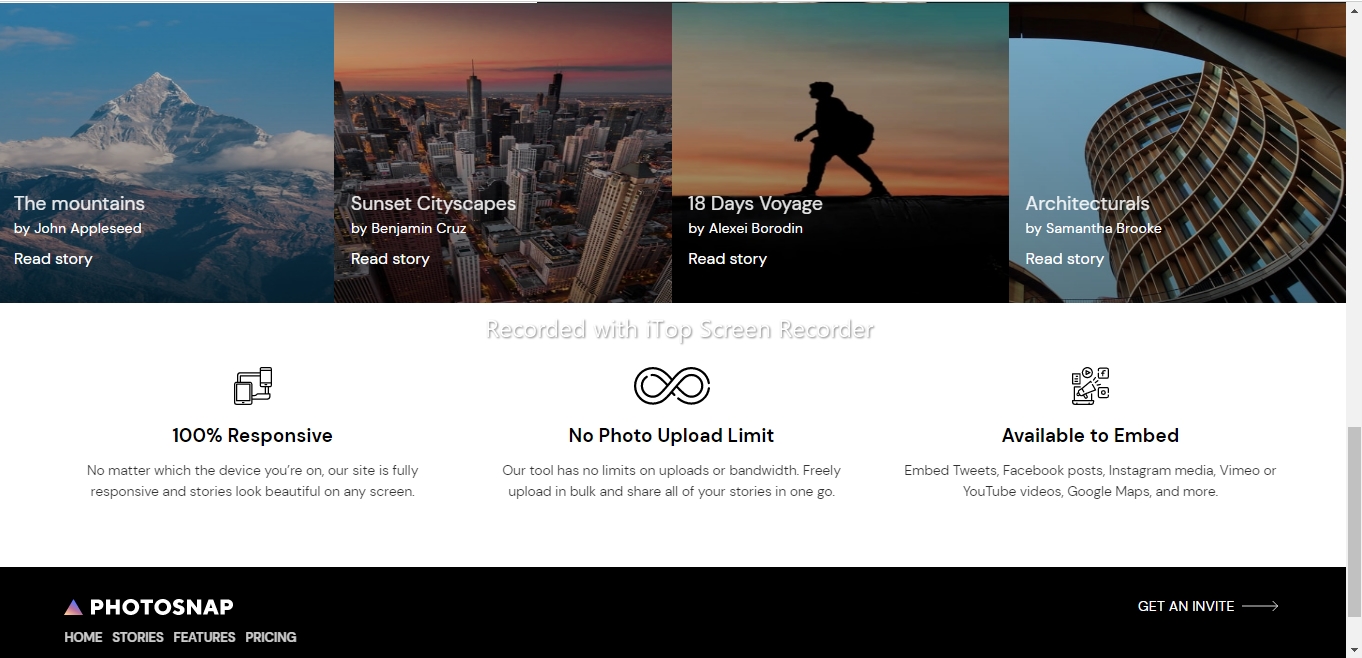 The mountains
by John Appleseed
Read story
Sunset Cityscapes
by Benjamin Cruz
Read story
18 Days Voyage
by Alexei Borodin
Read story
Architecturals
by Samantha Brooke
Read story
Recorded with iTop Screen Recorder
100% Responsive
No matter which the device you’re on, our site is fully
responsive and stories look beautiful on any screen.
No Photo Upload Limit
Our tool has no limits on uploads or bandwidth. Freely
upload in bulk and share all of your stories in one go.
Available to Embed
Embed Tweets, Facebook posts, Instagram media, Vimeo or
YouTube videos, Google Maps, and more.
PHOTOSNAP
GET AN INVITE
HOME STORIES FEATURES PRICING